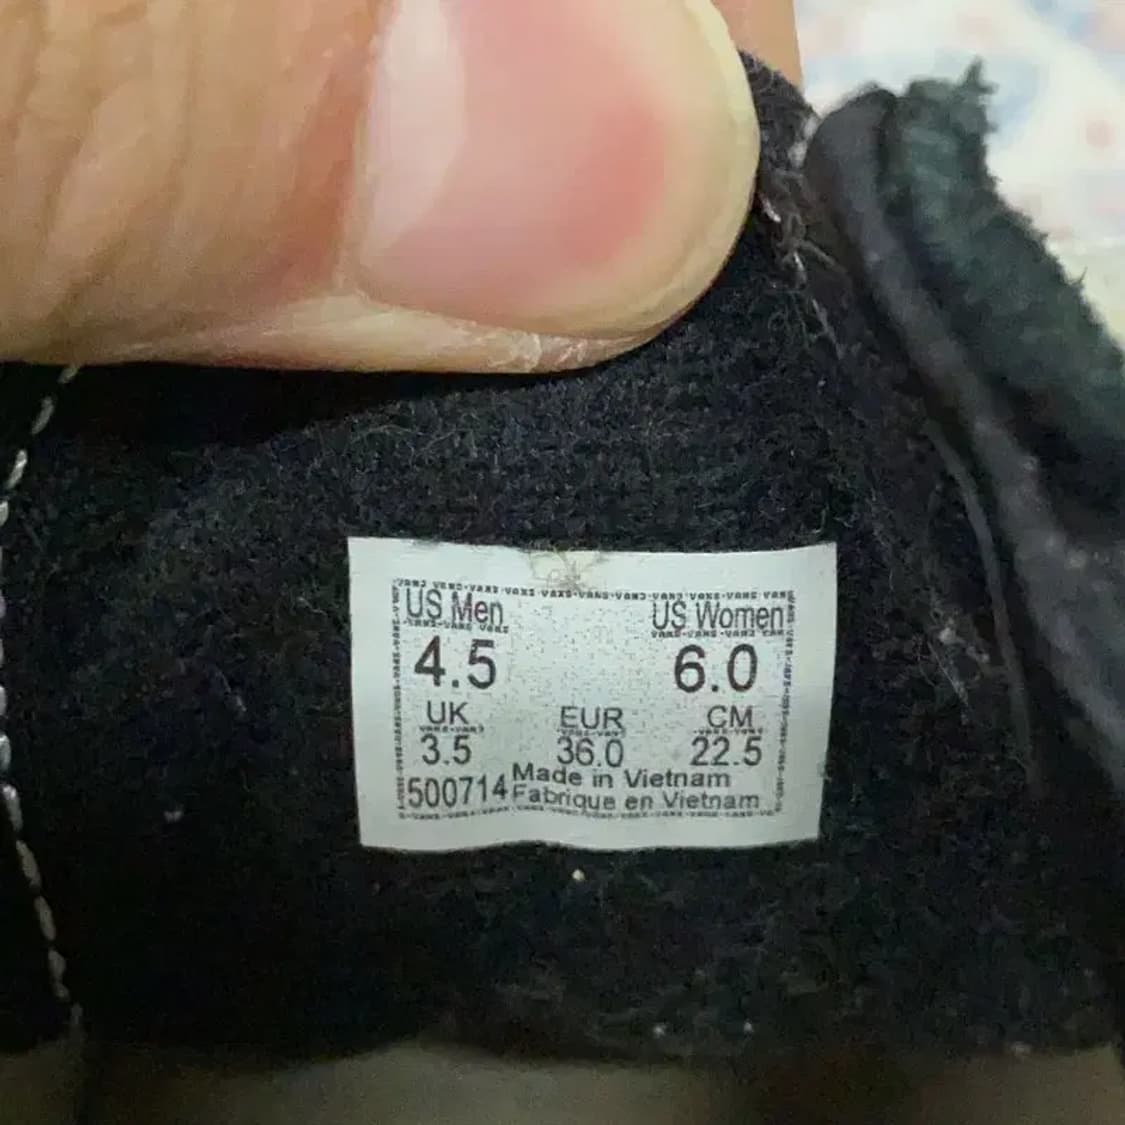 US Men US Women
4.5 6.0
UK EUR CM
3.5 36.0 22.5
500714 Made in Vietnam
Fabrique en Vietnam